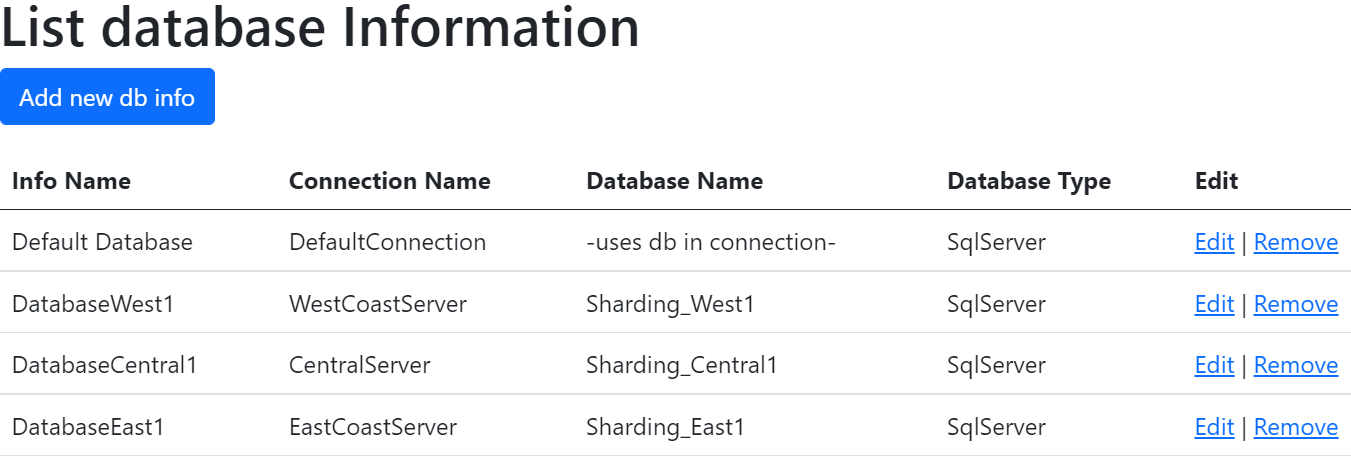 List database Information
Add new db info
Info Name Connection Name Database Name Database Type Edit
Default Database DefaultConnection -uses db in connection- SqlServer Edit | Remove
DatabaseWest1 WestCoastServer Sharding_West1 SqlServer Edit | Remove
DatabaseCentral1 CentralServer Sharding_Central1 SqlServer Edit | Remove
DatabaseEast1 EastCoastServer Sharding_East1 SqlServer Edit | Remove